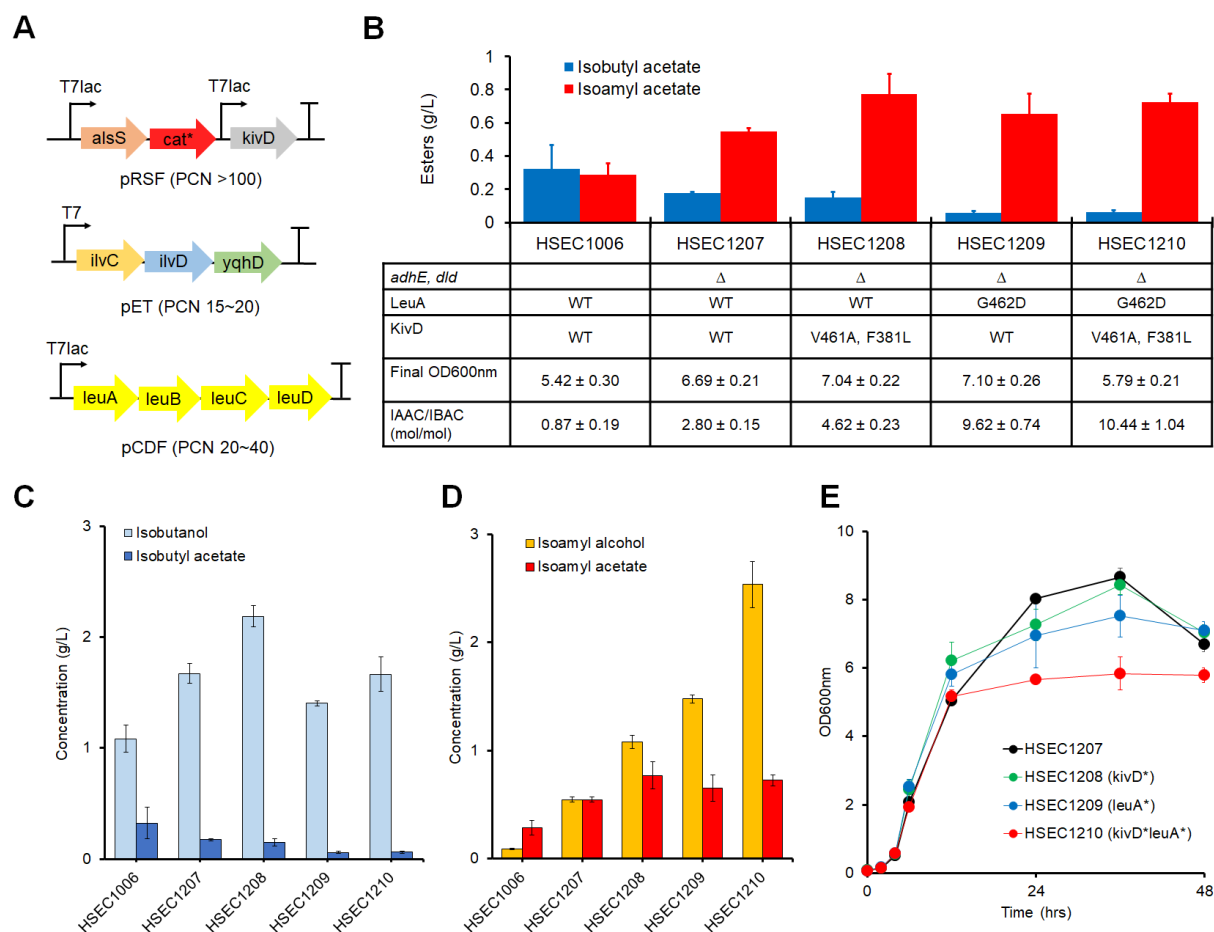 A
T7lac
T7lac
alsS
cat*
kivD
pRSF (PCN >100)
T7
ilvC
ilvD
yqhD
pET (PCN 15~20)
T7lac
leuA
leuB
leuC
leuD
pCDF (PCN 20~40)
B
Isobutyl acetate
Isoamyl acetate
Esters (g/L)
1
0.8
0.6
0.4
0.2
0
HSEC1006 HSEC1207 HSEC1208 HSEC1209 HSEC1210
adhE, dld Δ Δ Δ Δ
LeuA WT WT WT G462D G462D
KivD WT WT V461A, F381L WT V461A, F381L
Final OD600nm 5.42 ± 0.30 6.69 ± 0.21 7.04 ± 0.22 7.10 ± 0.26 5.79 ± 0.21
IAAC/IBAC
(mol/mol) 0.87 ± 0.19 2.80 ± 0.15 4.62 ± 0.23 9.62 ± 0.74 10.44 ± 1.04
C
Isobutanol
Isobutyl acetate
Concentration (g/L)
3
2
1
0
HSEC1006
HSEC1207
HSEC1208
HSEC1209
HSEC1210
D
Isoamyl alcohol
Isoamyl acetate
Concentration (g/L)
3
2
1
0
HSEC1006
HSEC1207
HSEC1208
HSEC1209
HSEC1210
E
OD600nm
10
8
6
4
2
0
HSEC1207
HSEC1208 (kivD*)
HSEC1209 (leuA*)
HSEC1210 (kivD*leuA*)
0 24 48
Time (hrs)